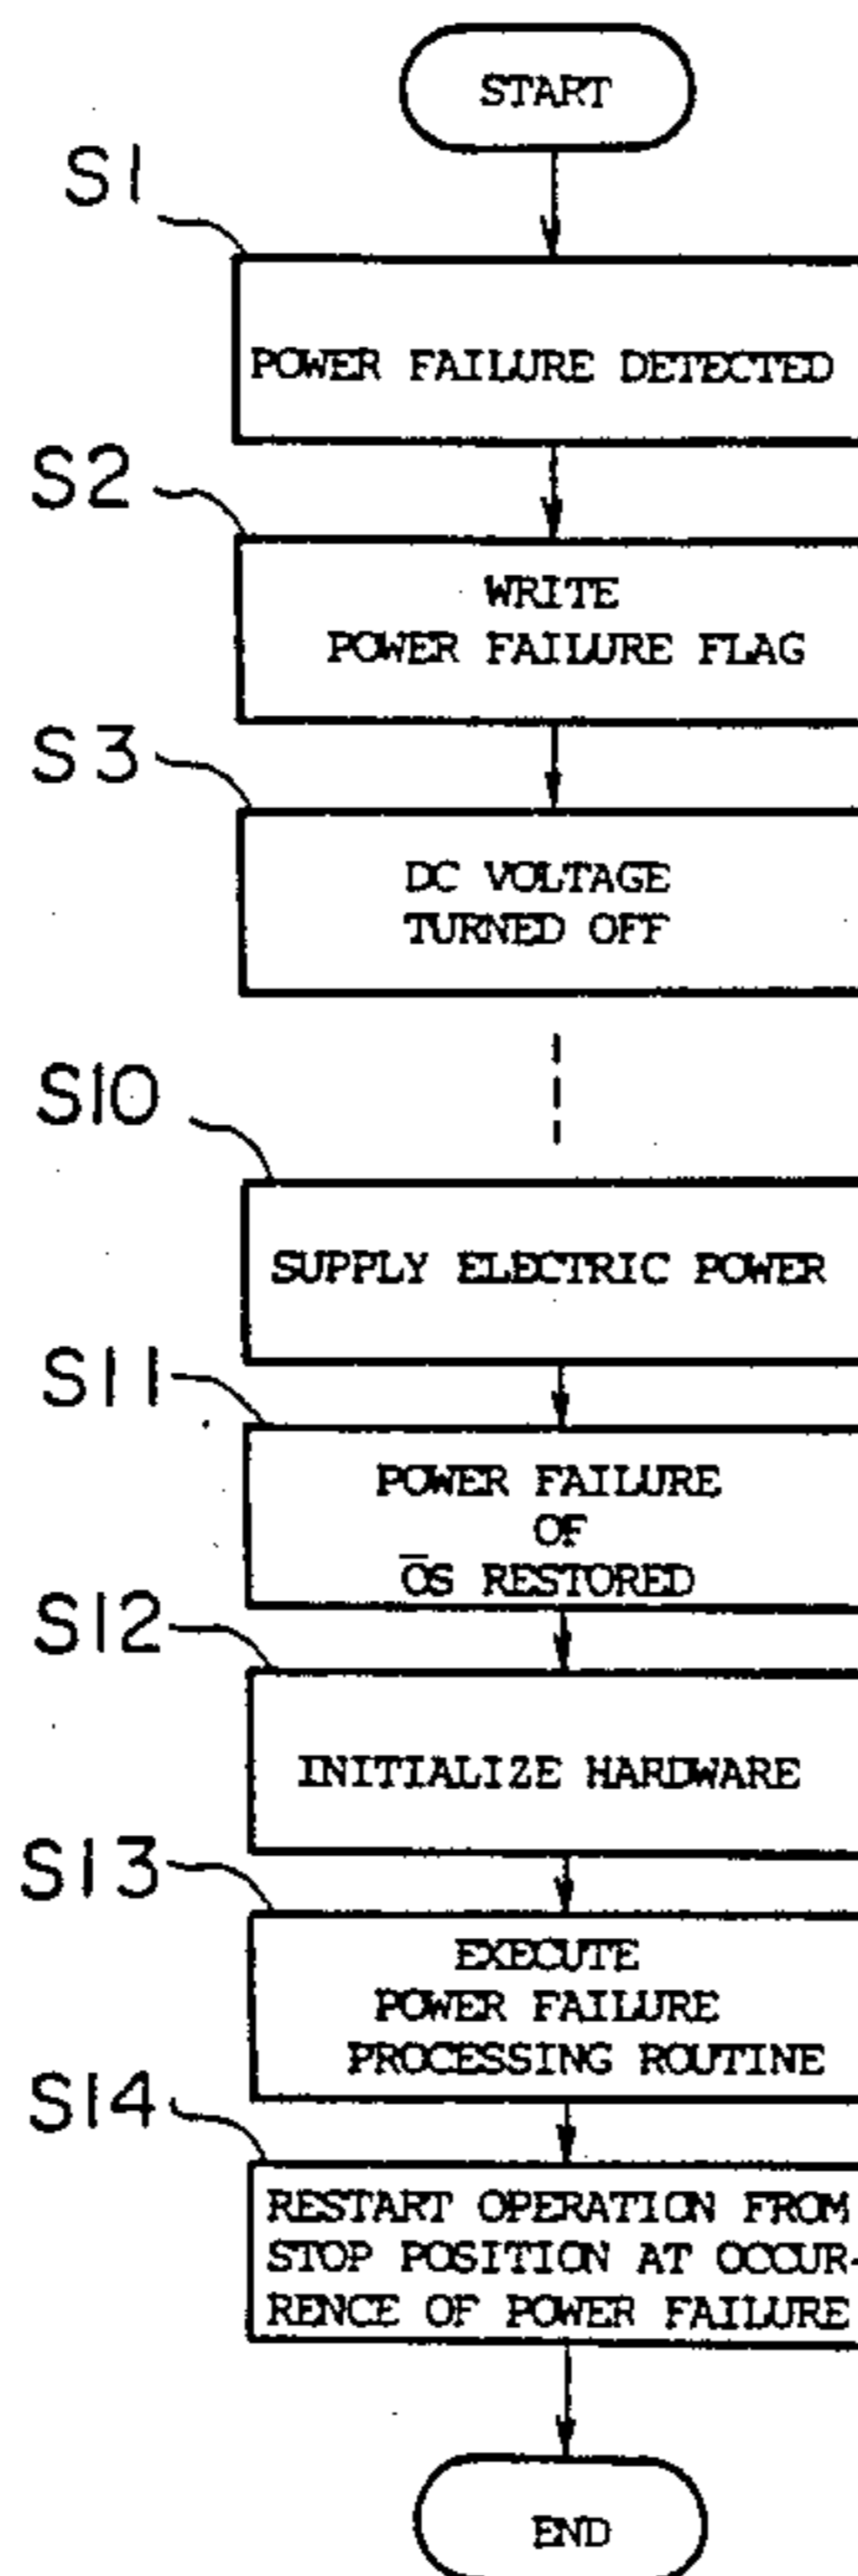 START
S1
POWER FAILURE DETECTED
S2
WRITE
POWER FAILURE FLAG
S3
DC VOLTAGE
TURNED OFF
S10
SUPPLY ELECTRIC POWER
S11
POWER FAILURE
OF
O̅S RESTORED
S12
INITIALIZE HARDWARE
S13
EXECUTE
POWER FAILURE
PROCESSING ROUTINE
S14
RESTART OPERATION FROM
STOP POSITION AT OCCUR-
RENCE OF POWER FAILURE
END